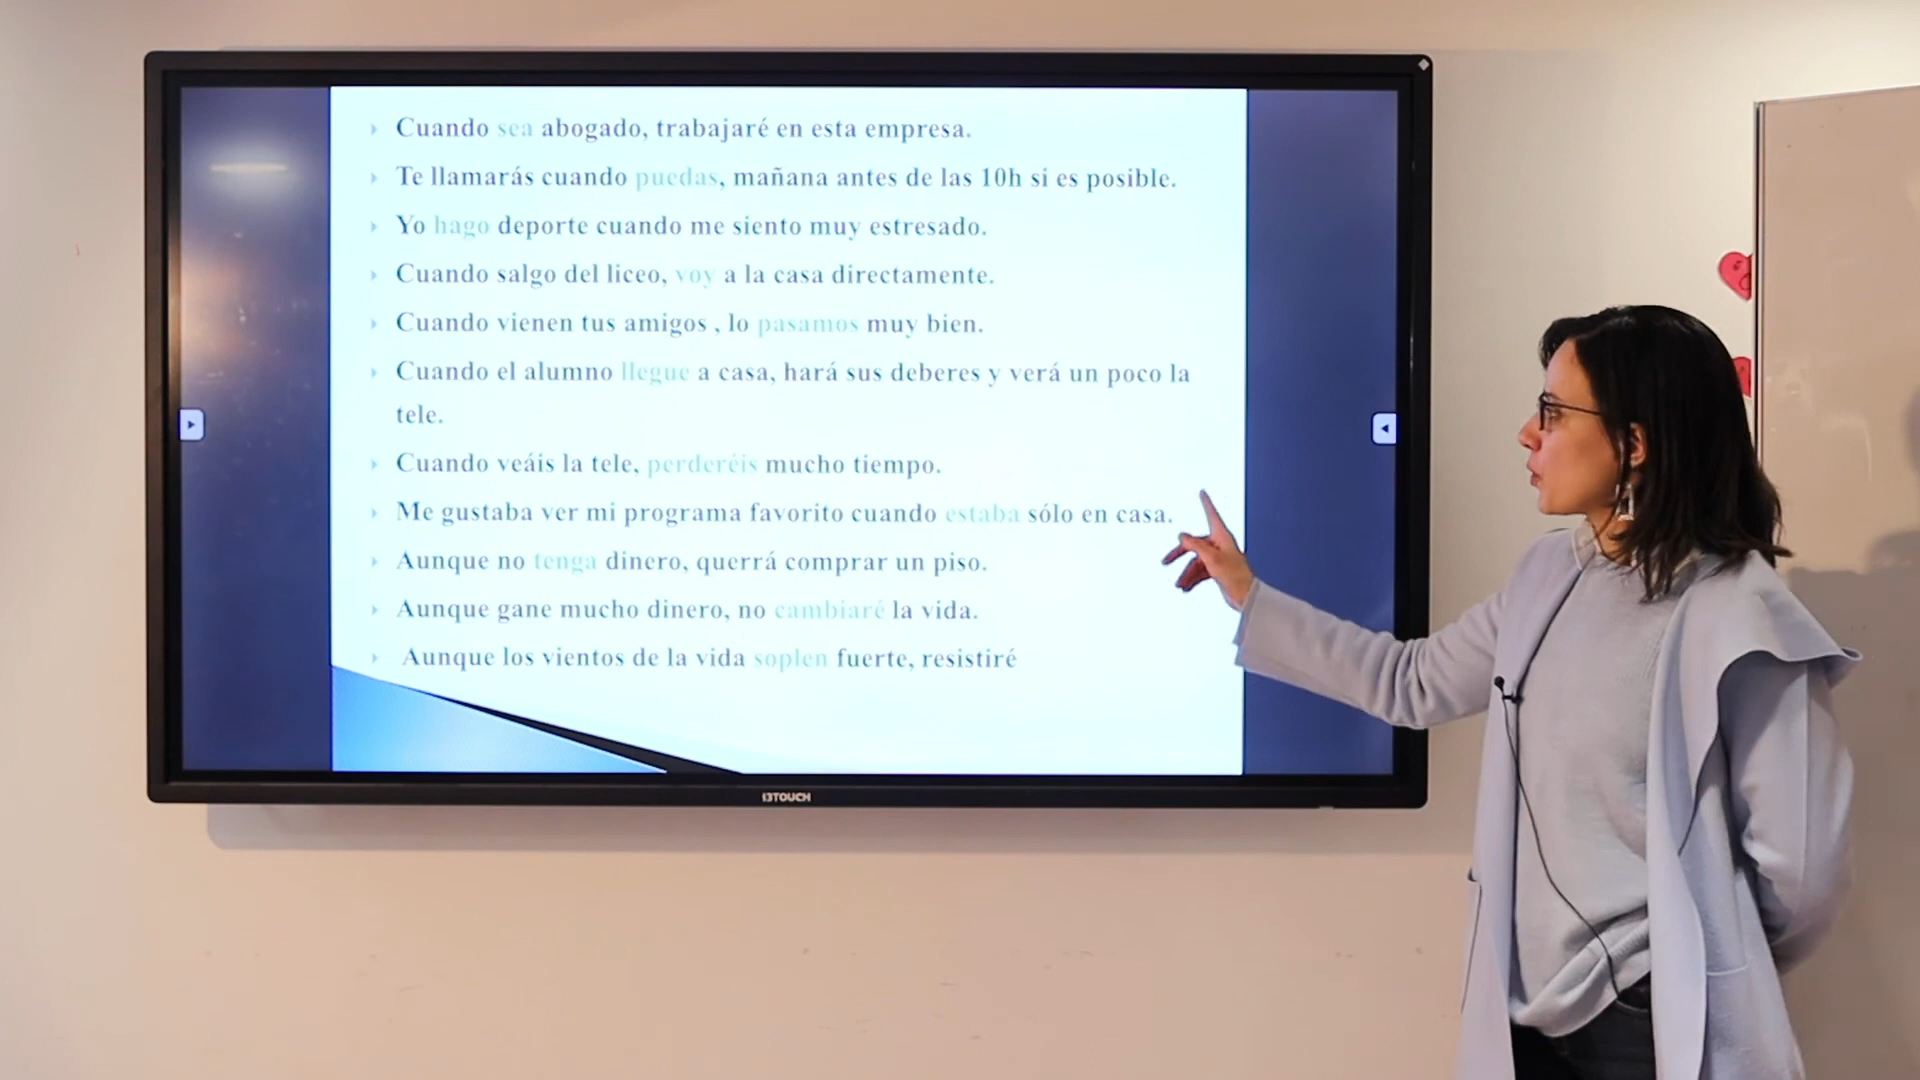 Cuando sea abogado, trabajaré en esta empresa.
Te llamarás cuando puedas, mañana antes de las 10h si es posible.
Yo hago deporte cuando me siento muy estresado.
Cuando salgo del liceo, voy a la casa directamente.
Cuando vienen tus amigos , lo pasamos muy bien.
Cuando el alumno llegue a casa, hará sus deberes y verá un poco la
tele.
Cuando veáis la tele, perderéis mucho tiempo.
Me gustaba ver mi programa favorito cuando estaba sólo en casa.
Aunque no tenga dinero, querrá comprar un piso.
Aunque gane mucho dinero, no cambiaré la vida.
Aunque los vientos de la vida soplen fuerte, resistiré
i3TOUCH